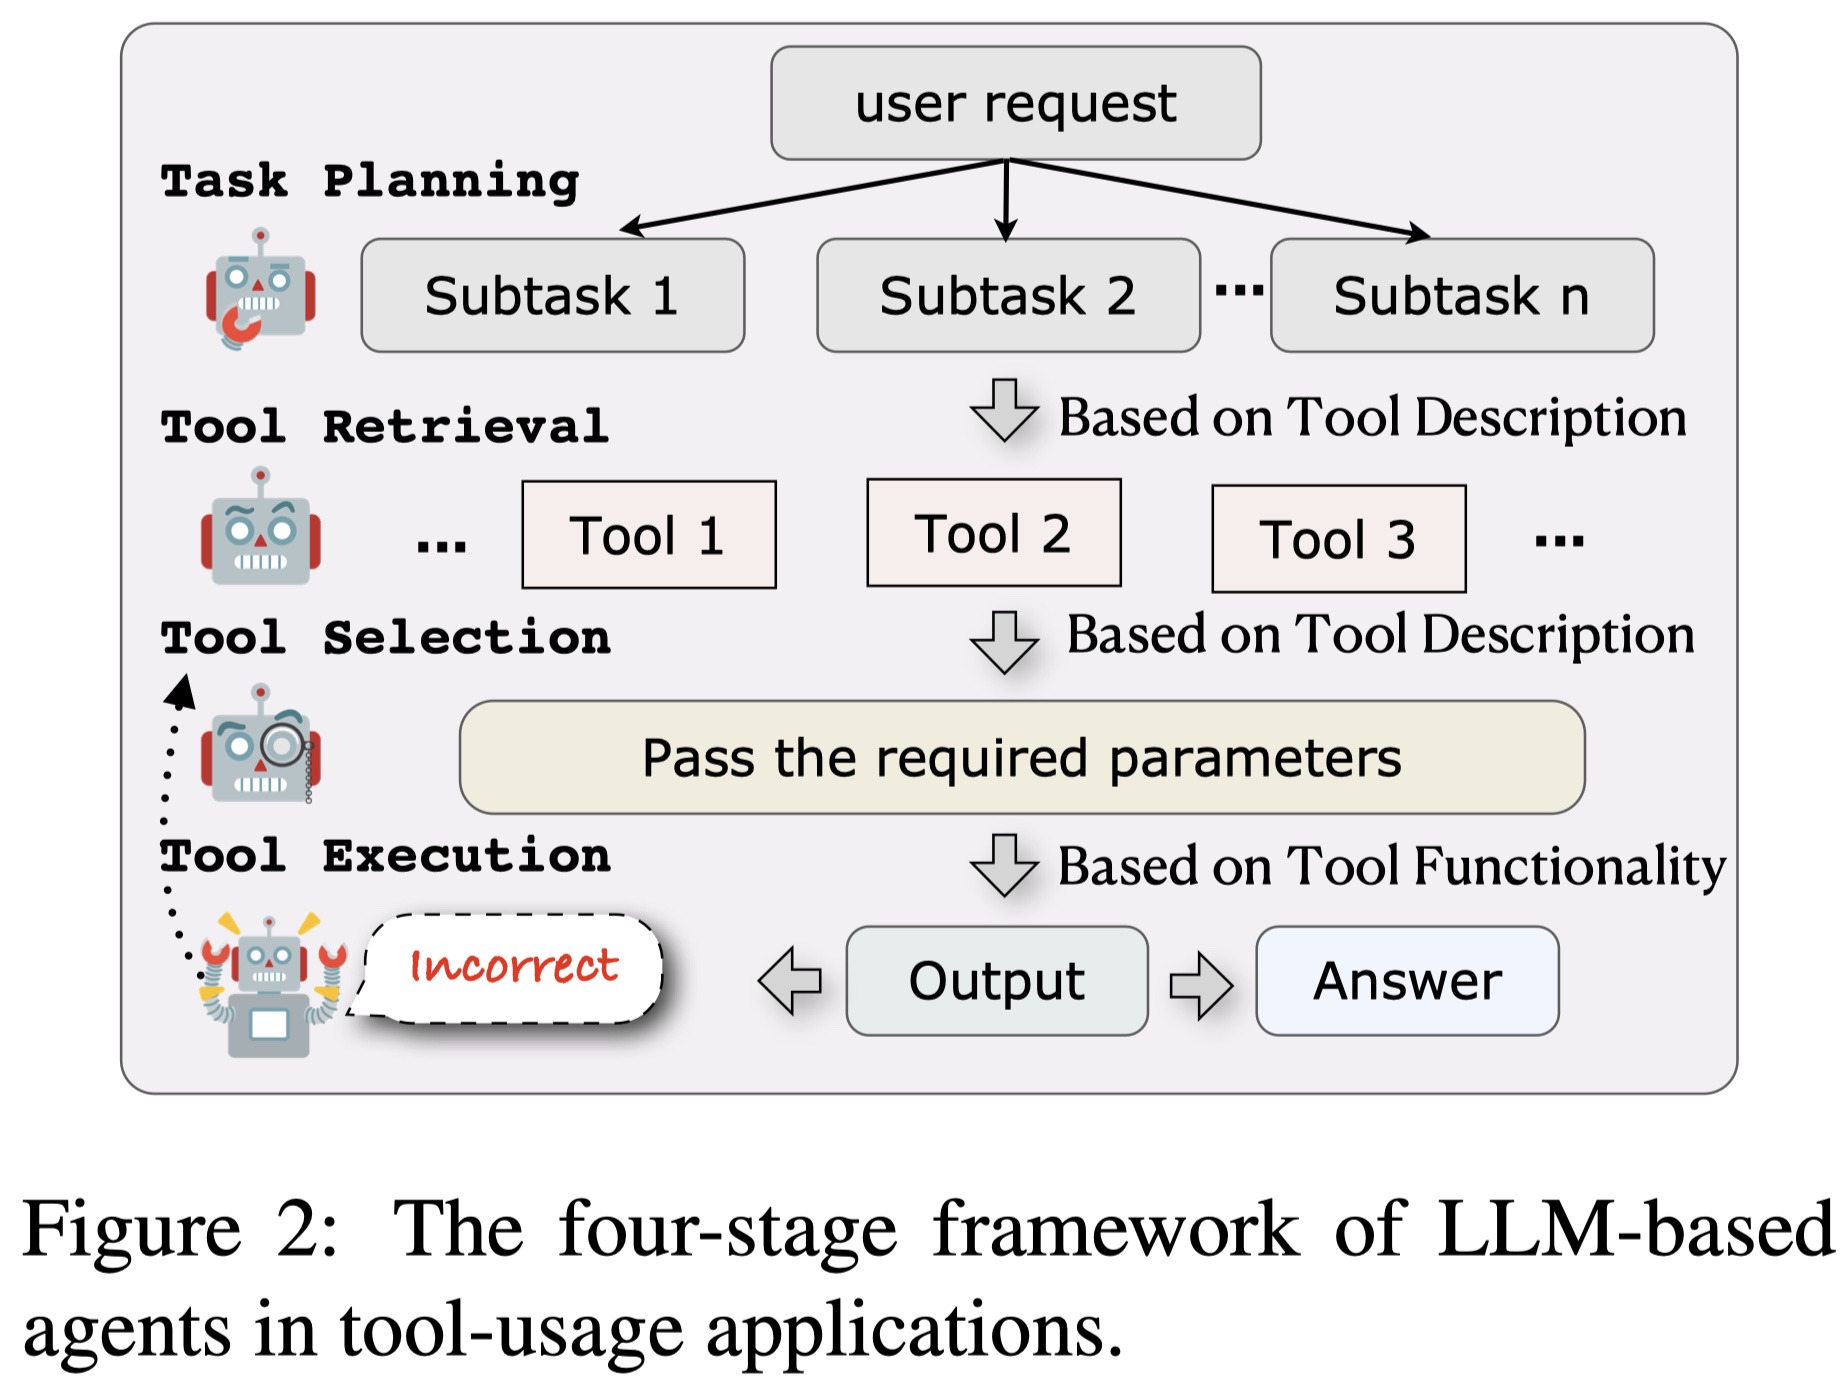 user request
Task Planning
Subtask 1
Subtask 2
...
Subtask n
Based on Tool Description
Tool Retrieval
...
Tool 1
Tool 2
Tool 3
...
Tool Selection
Based on Tool Description
Pass the required parameters
Tool Execution
Based on Tool Functionality
Incorrect
Output
Answer
Figure 2: The four-stage framework of LLM-based
agents in tool-usage applications.